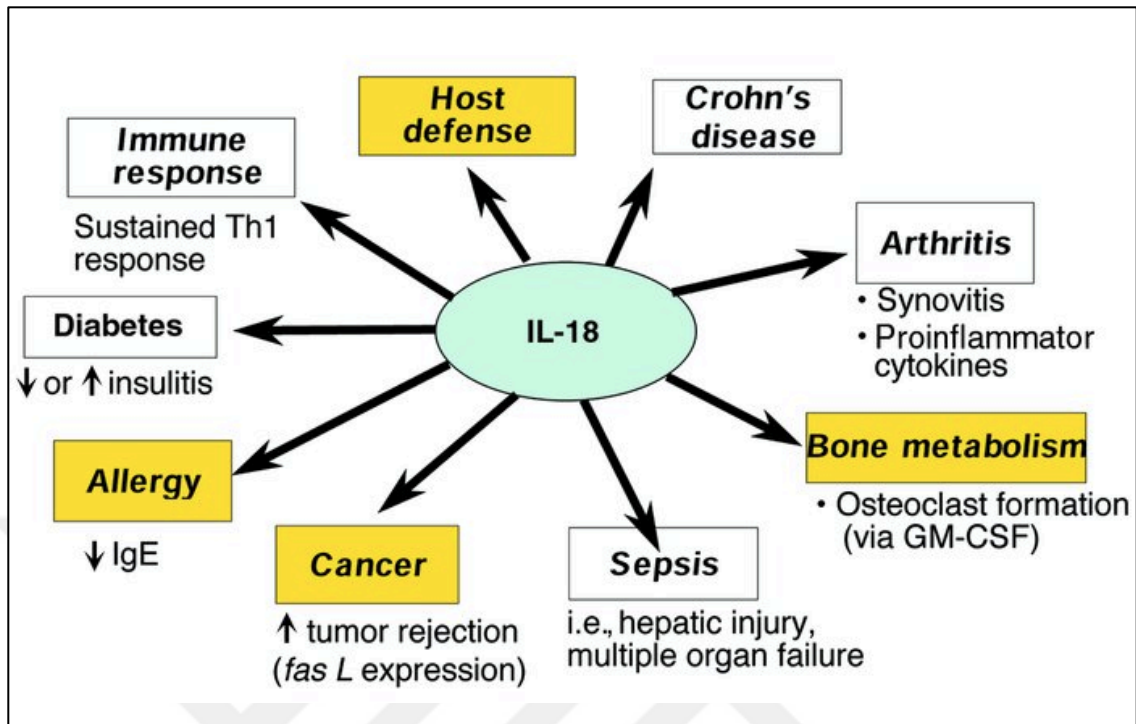 Host
defense
Crohn's
disease
Immune
response
Sustained Th1
response
Arthritis
• Synovitis
• Proinflammator
cytokines
IL-18
Diabetes
↓ or ↑ insulitis
Bone metabolism
• Osteoclast formation
(via GM-CSF)
Allergy
↓ IgE
Cancer
↑ tumor rejection
(fas L expression)
Sepsis
i.e., hepatic injury,
multiple organ failure